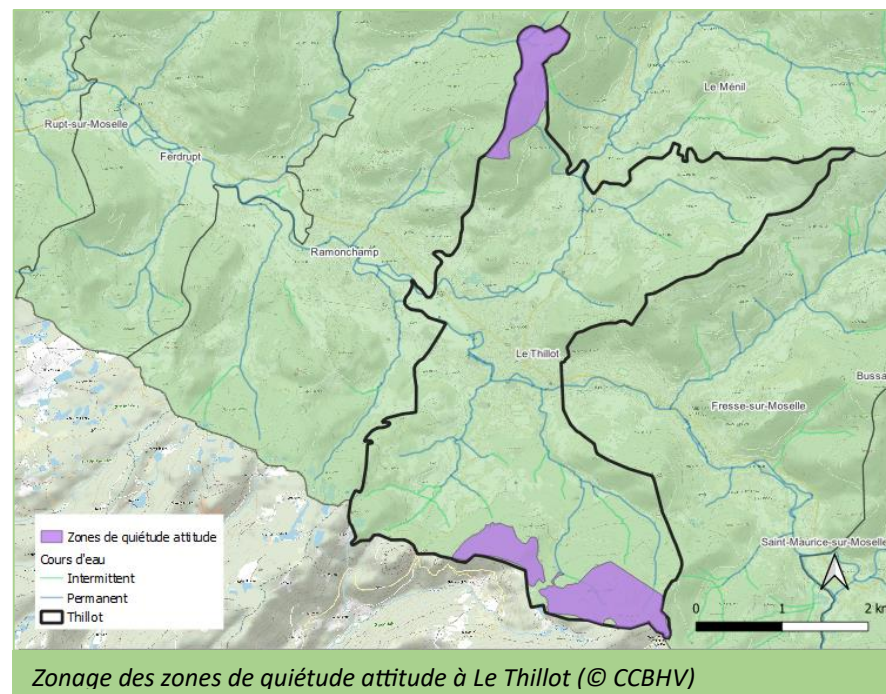 Le Ménil
Rupt-sur-Moselle
Ferdrupt
Ramonchamp
Le Thillot
Bussa
Fresse-sur-Moselle
Saint-Maurice-sur-Moselle
Zones de quiétude attitude
Cours d'eau
Intermittent
Permanent
Thillot
0 1 2 km
Zonage des zones de quiétude attitude à Le Thillot (© CCBHV)